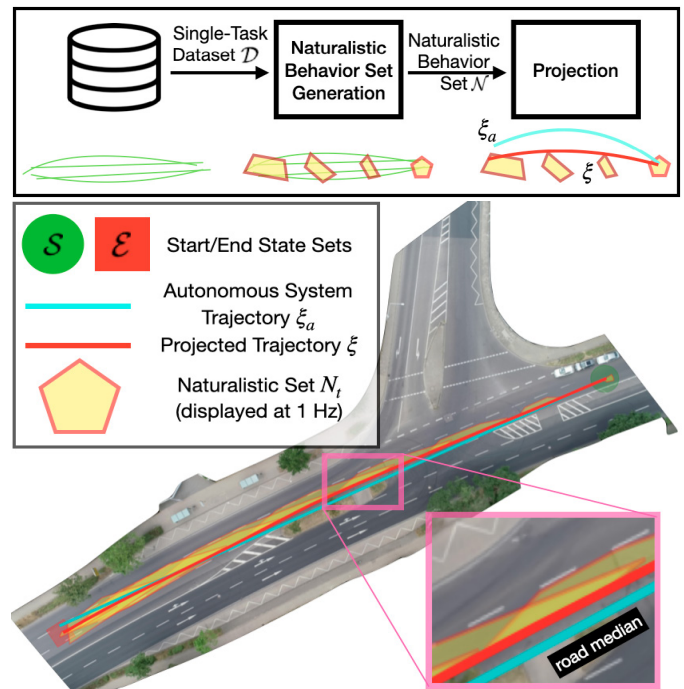 Single-Task
Dataset 𝒟
Naturalistic
Behavior Set
Generation
Naturalistic
Behavior
Set 𝒩
Projection
ξₐ
ξ
𝒮
ℰ
Start/End State Sets
Autonomous System
Trajectory ξₐ
Projected Trajectory ξ
Naturalistic Set Nₜ
(displayed at 1 Hz)
road median